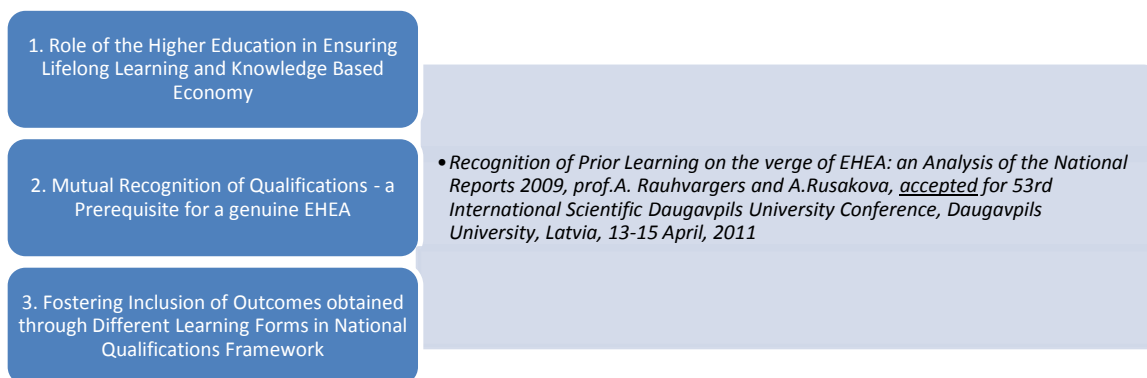 1. Role of the Higher Education in Ensuring
Lifelong Learning and Knowledge Based
Economy
2. Mutual Recognition of Qualifications - a
Prerequisite for a genuine EHEA
3. Fostering Inclusion of Outcomes obtained
through Different Learning Forms in National
Qualifications Framework
•Recognition of Prior Learning on the verge of EHEA: an Analysis of the National
Reports 2009, prof.A. Rauhvargers and A.Rusakova, accepted for 53rd
International Scientific Daugavpils University Conference, Daugavpils
University, Latvia, 13-15 April, 2011